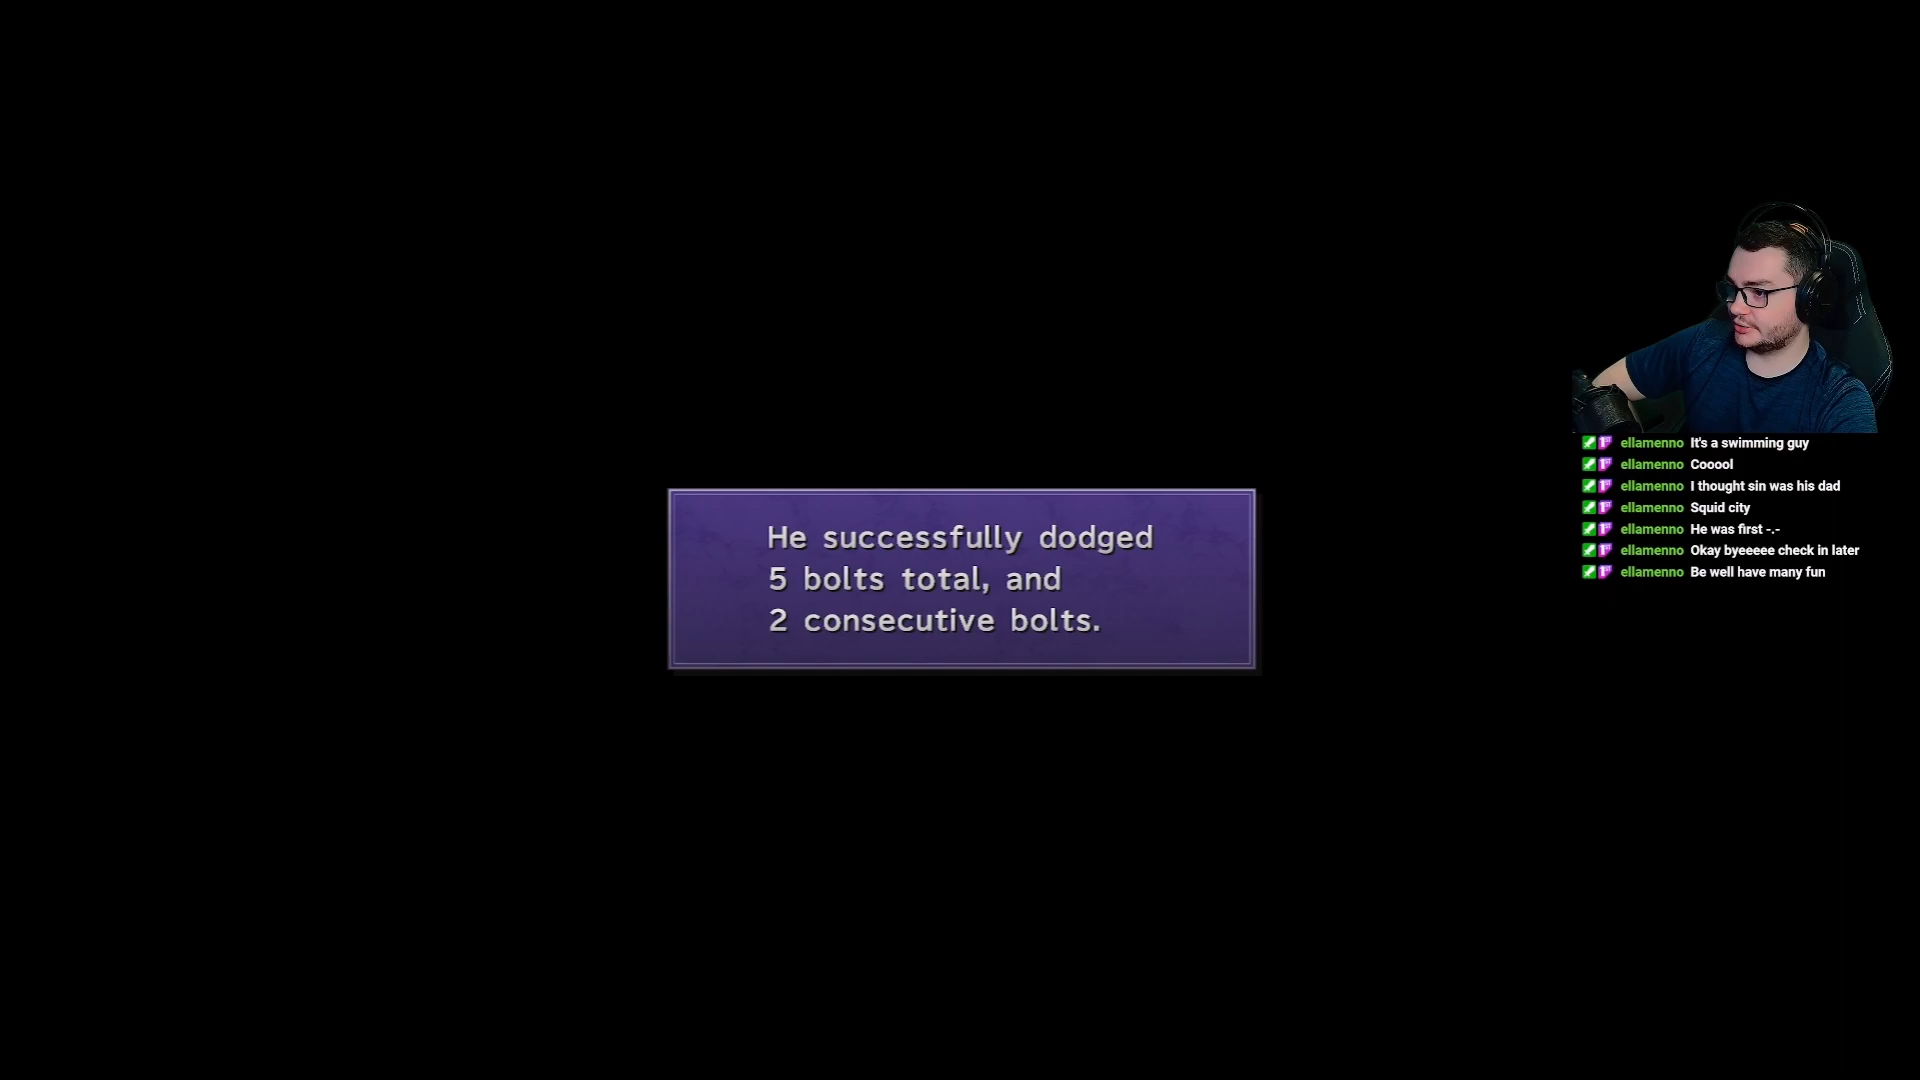 He successfully dodged
5 bolts total, and
2 consecutive bolts.
ellamenno It's a swimming guy
ellamenno Cooool
ellamenno I thought sin was his dad
ellamenno Squid city
ellamenno He was first -.-
ellamenno Okay byeeeee check in later
ellamenno Be well have many fun